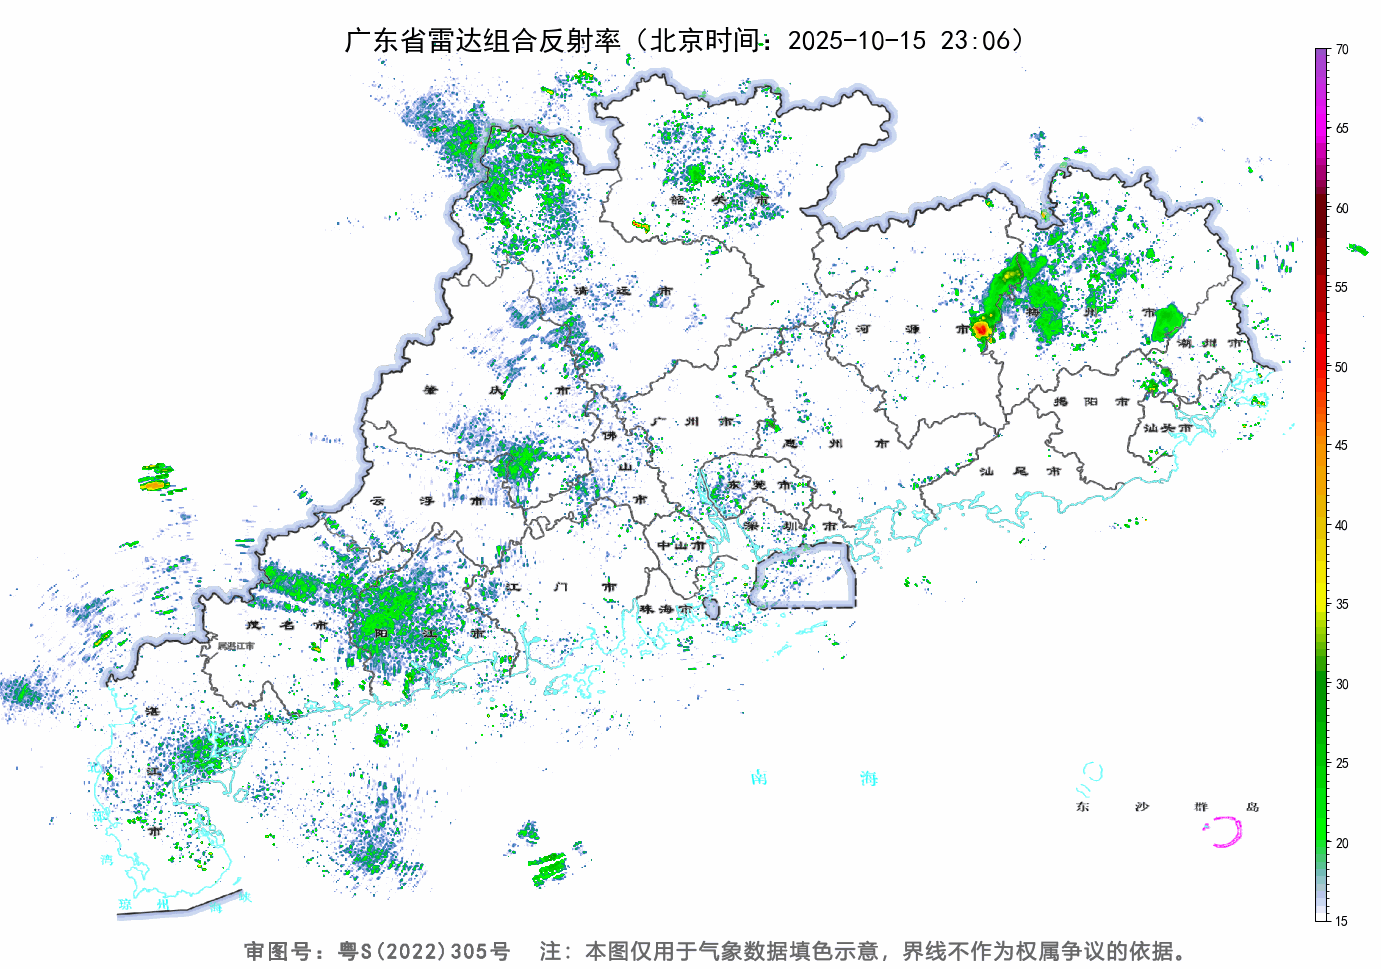 广东省雷达组合反射率（北京时间：2025-10-15 23:06）
70
65
60
55
50
45
40
35
30
25
20
15
韶 关 市
清 远 市
河 源 市
梅 州 市
潮 州 市
肇 庆 市
广 州 市
佛 山 市
惠 州 市
揭 阳 市
汕头市
汕 尾 市
云 浮 市
东 莞 市
深 圳 市
中山市
江 门 市
珠海市
茂 名 市
阳 江 市
属湛江市
湛 江 市
北 部 湾
琼 州 海 峡
南 海
东 沙 群 岛
审图号：粤S(2022)305号 注：本图仅用于气象数据填色示意，界线不作为权属争议的依据。